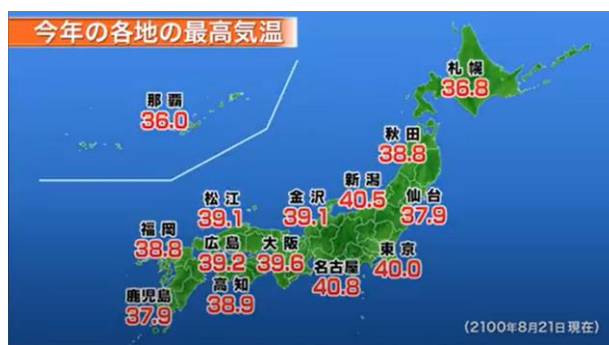 今年の各地の最高気温
札幌
36.8
那覇
36.0
秋田
38.8
新潟
40.5
仙台
37.9
松江
39.1
金沢
39.1
福岡
38.8
広島
39.2
大阪
39.6
東京
40.0
名古屋
40.8
高知
38.9
鹿児島
37.9
(2100年8月21日現在)